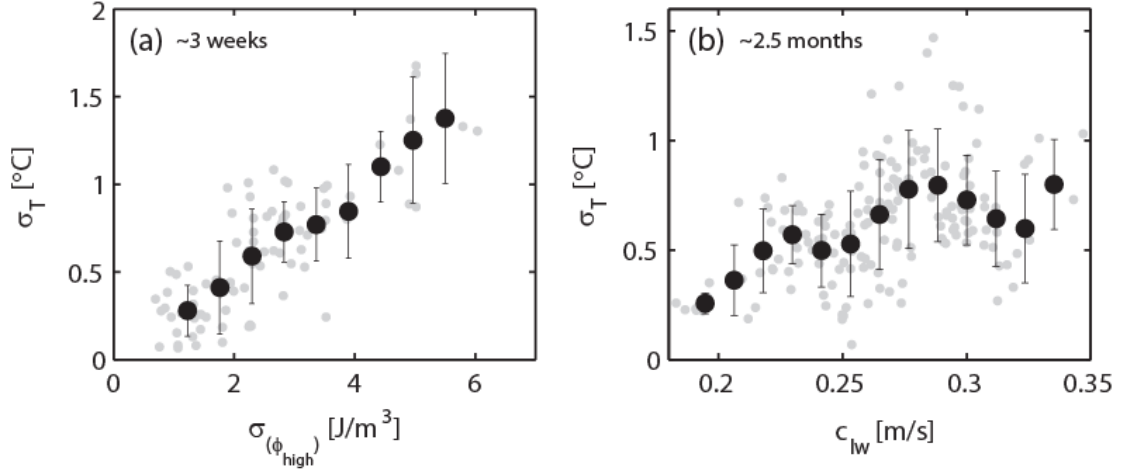 (a) ~3 weeks
2
1.5
1
0.5
0
σT [°C]
0 2 4 6
σ(ϕhigh) [J/m³]
(b) ~2.5 months
1.5
1
0.5
0
σT [°C]
0.2 0.25 0.3 0.35
clw [m/s]